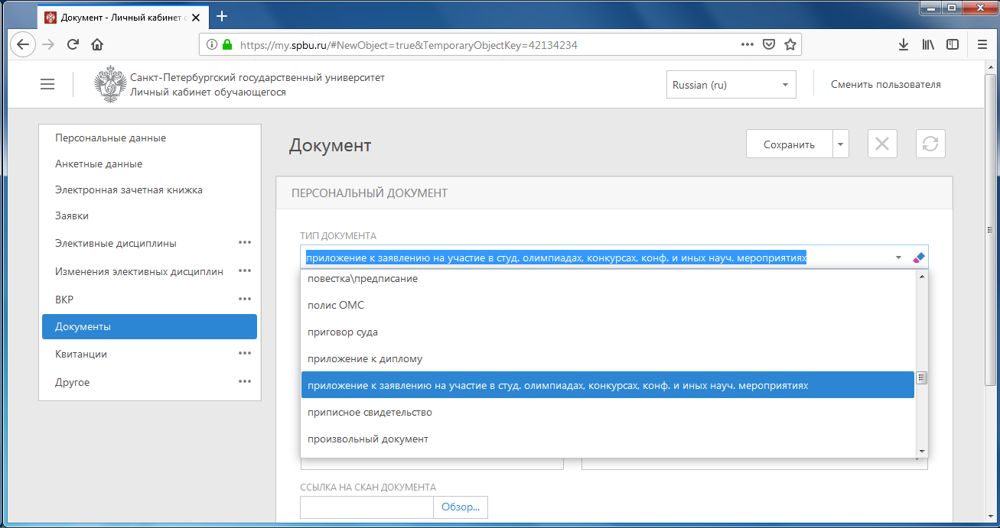 Документ - Личный кабинет о
https://my.spbu.ru/#NewObject=true&TemporaryObjectKey=42134234
Санкт-Петербургский государственный университет
Личный кабинет обучающегося
Russian (ru)
Сменить пользователя
Персональные данные
Анкетные данные
Электронная зачетная книжка
Заявки
Элективные дисциплины
Изменения элективных дисциплин
ВКР
Документы
Квитанции
Другое
Документ
Сохранить
ПЕРСОНАЛЬНЫЙ ДОКУМЕНТ
ТИП ДОКУМЕНТА
приложение к заявлению на участие в студ. олимпиадах, конкурсах, конф. и иных науч. мероприятиях
повестка\предписание
полис ОМС
приговор суда
приложение к диплому
приложение к заявлению на участие в студ. олимпиадах, конкурсах, конф. и иных науч. мероприятиях
приписное свидетельство
произвольный документ
ССЫЛКА НА СКАН ДОКУМЕНТА
Обзор...